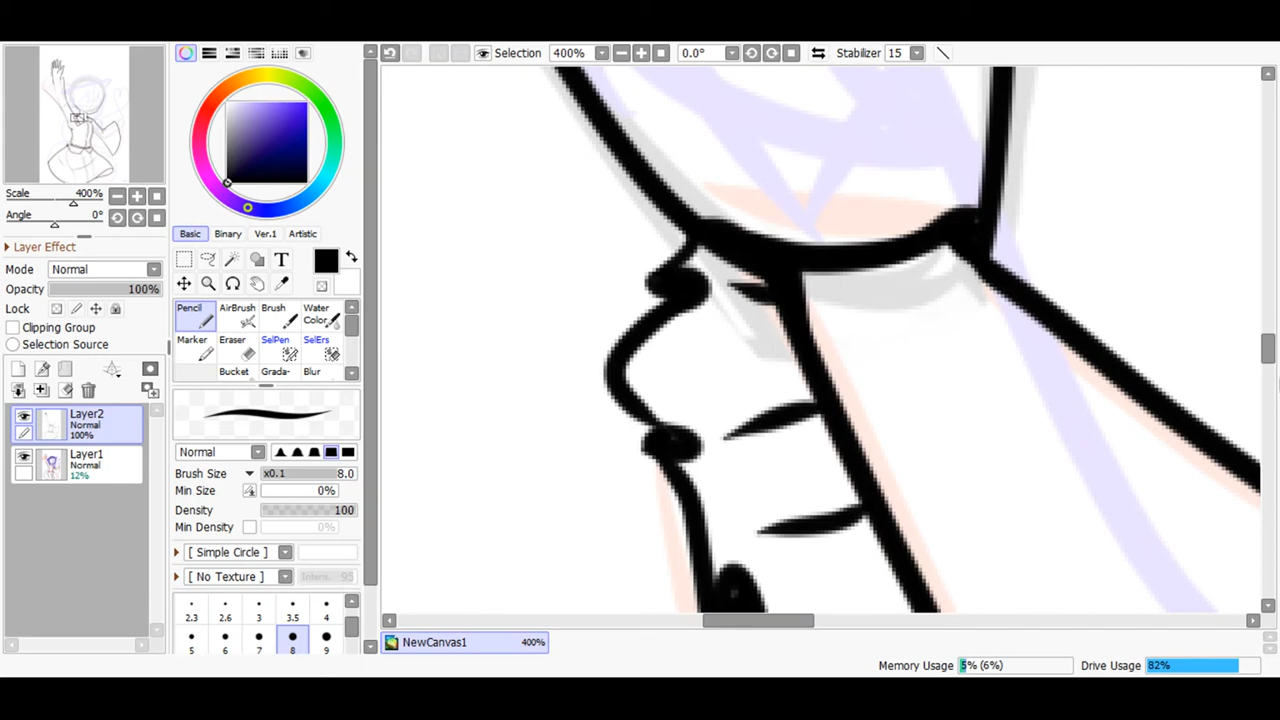 Selection 400% 0.0° Stabilizer 15
Scale 400%
Angle 0°
Layer Effect
Mode Normal
Opacity 100%
Lock
Clipping Group
Selection Source
Layer2
Normal
100%
Layer1
Normal
12%
Basic Binary Ver.1 Artistic
T
Pencil AirBrush Brush Water
Color
Marker Eraser SelPen SelErs
Bucket Grada- Blur
Normal
Brush Size x0.1 8.0
Min Size 0%
Density 100
Min Density 0%
[ Simple Circle ]
[ No Texture ] Intens. 95
2.3 2.6 3 3.5 4
5 6 7 8 9
NewCanvas1 400%
Memory Usage 5% (6%) Drive Usage 82%